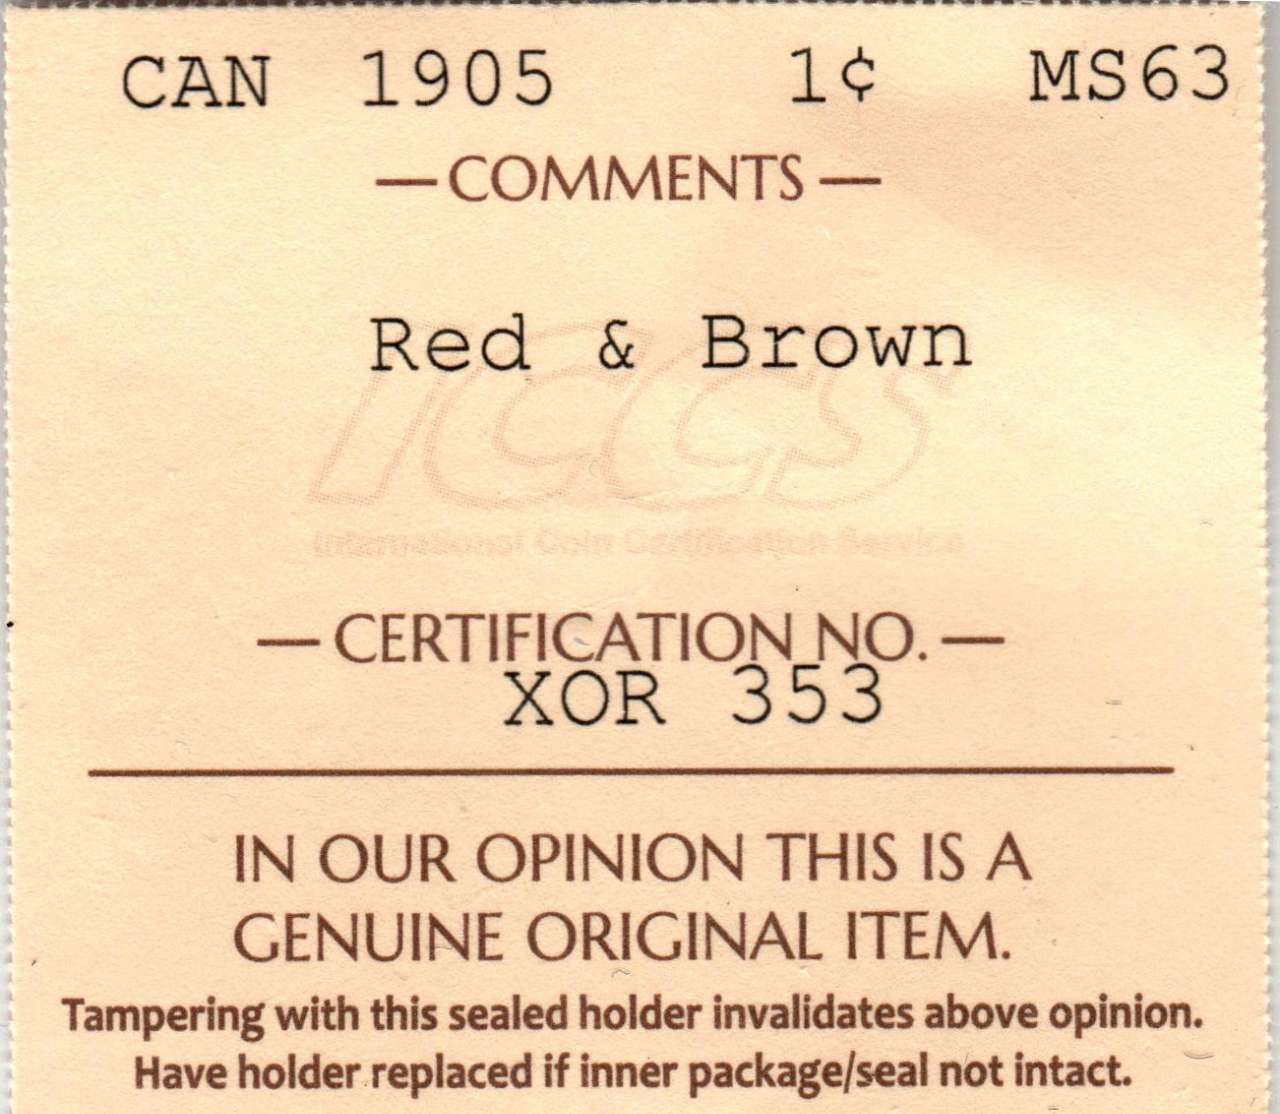 CAN 1905 1¢ MS63
—COMMENTS—
Red & Brown
ICCS
International Coin Certification Service
—CERTIFICATION NO.—
XOR 353
IN OUR OPINION THIS IS A
GENUINE ORIGINAL ITEM.
Tampering with this sealed holder invalidates above opinion.
Have holder replaced if inner package/seal not intact.